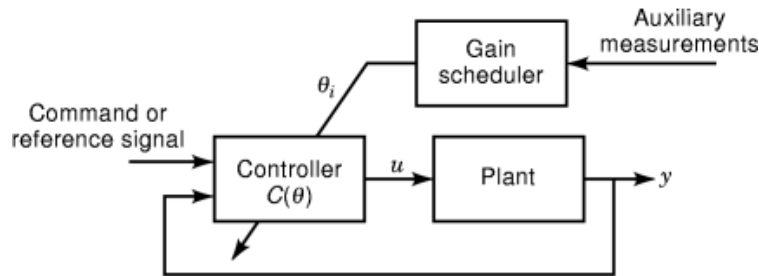 Auxiliary
measurements
Gain
scheduler
θi
Command or
reference signal
Controller
C(θ)
u
Plant
y